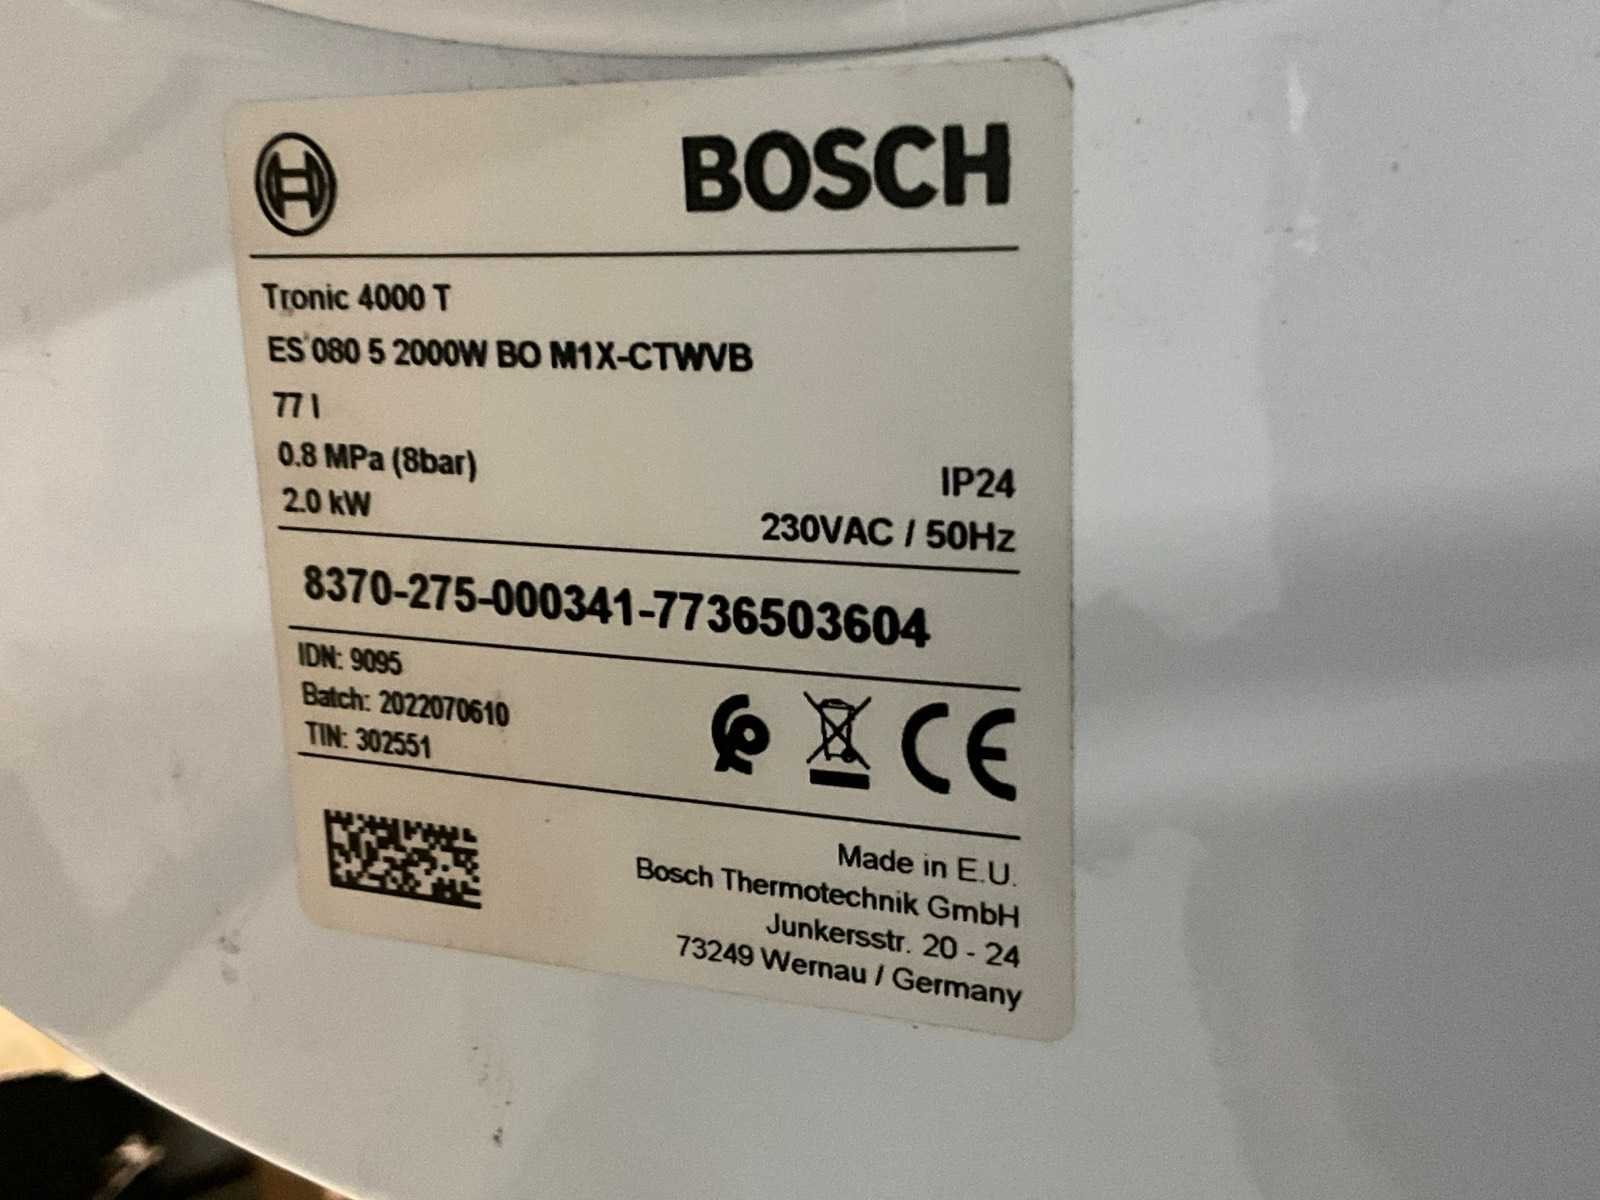 BOSCH
Tronic 4000 T
ES 080 5 2000W BO M1X-CTWVB
77 l
0.8 MPa (8bar)
IP24
2.0 kW
230VAC / 50Hz
8370-275-000341-7736503604
IDN: 9095
Batch: 2022070610
TIN: 302551
CE
Made in E.U.
Bosch Thermotechnik GmbH
Junkersstr. 20 - 24
73249 Wernau / Germany